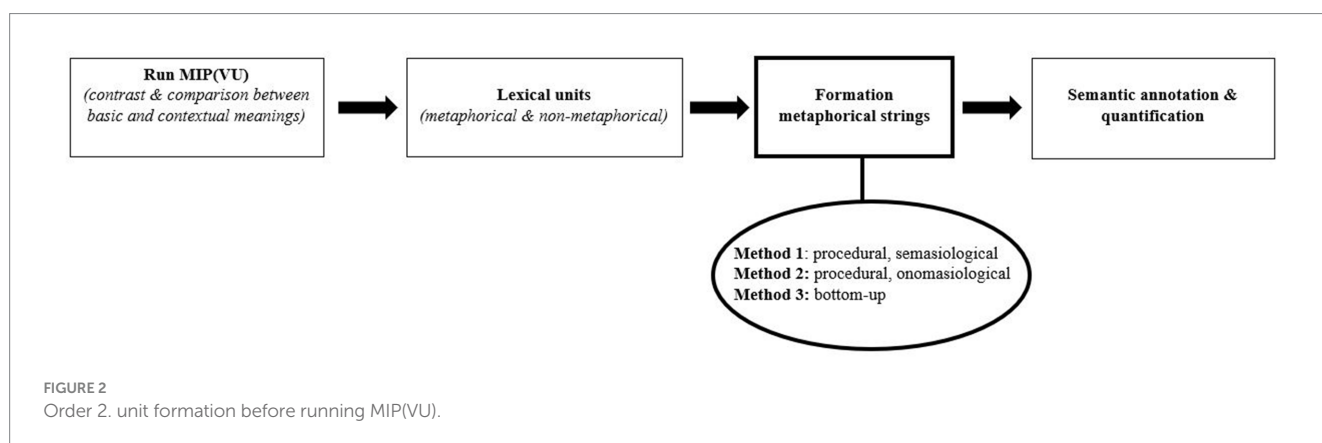 Run MIP(VU)
(contrast & comparison between
basic and contextual meanings)
Lexical units
(metaphorical & non-metaphorical)
Formation
metaphorical strings
Semantic annotation &
quantification
Method 1: procedural, semasiological
Method 2: procedural, onomasiological
Method 3: bottom-up
FIGURE 2
Order 2. unit formation before running MIP(VU).